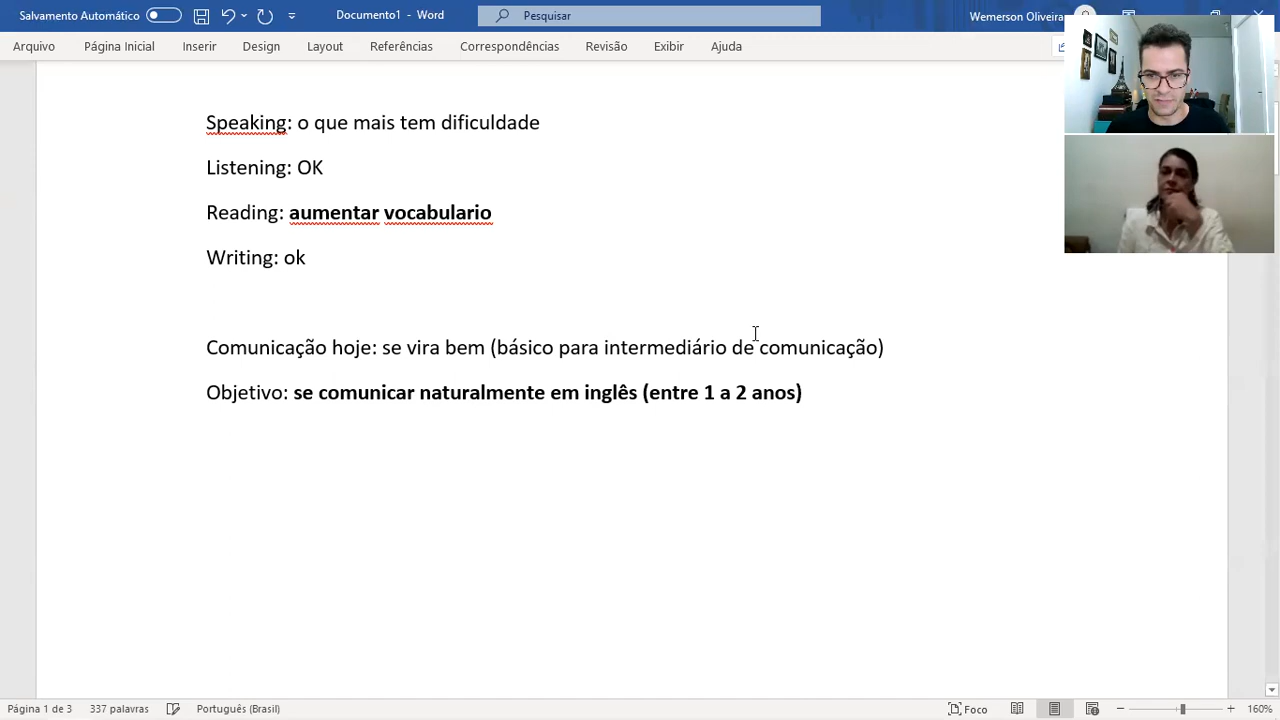 Salvamento Automático
Documento1 - Word
Pesquisar
Wemerson Oliveira
Arquivo Página Inicial Inserir Design Layout Referências Correspondências Revisão Exibir Ajuda
Speaking: o que mais tem dificuldade
Listening: OK
Reading: aumentar vocabulario
Writing: ok
Comunicação hoje: se vira bem (básico para intermediário de comunicação)
Objetivo: se comunicar naturalmente em inglês (entre 1 a 2 anos)
Página 1 de 3 337 palavras Português (Brasil) Foco 160%